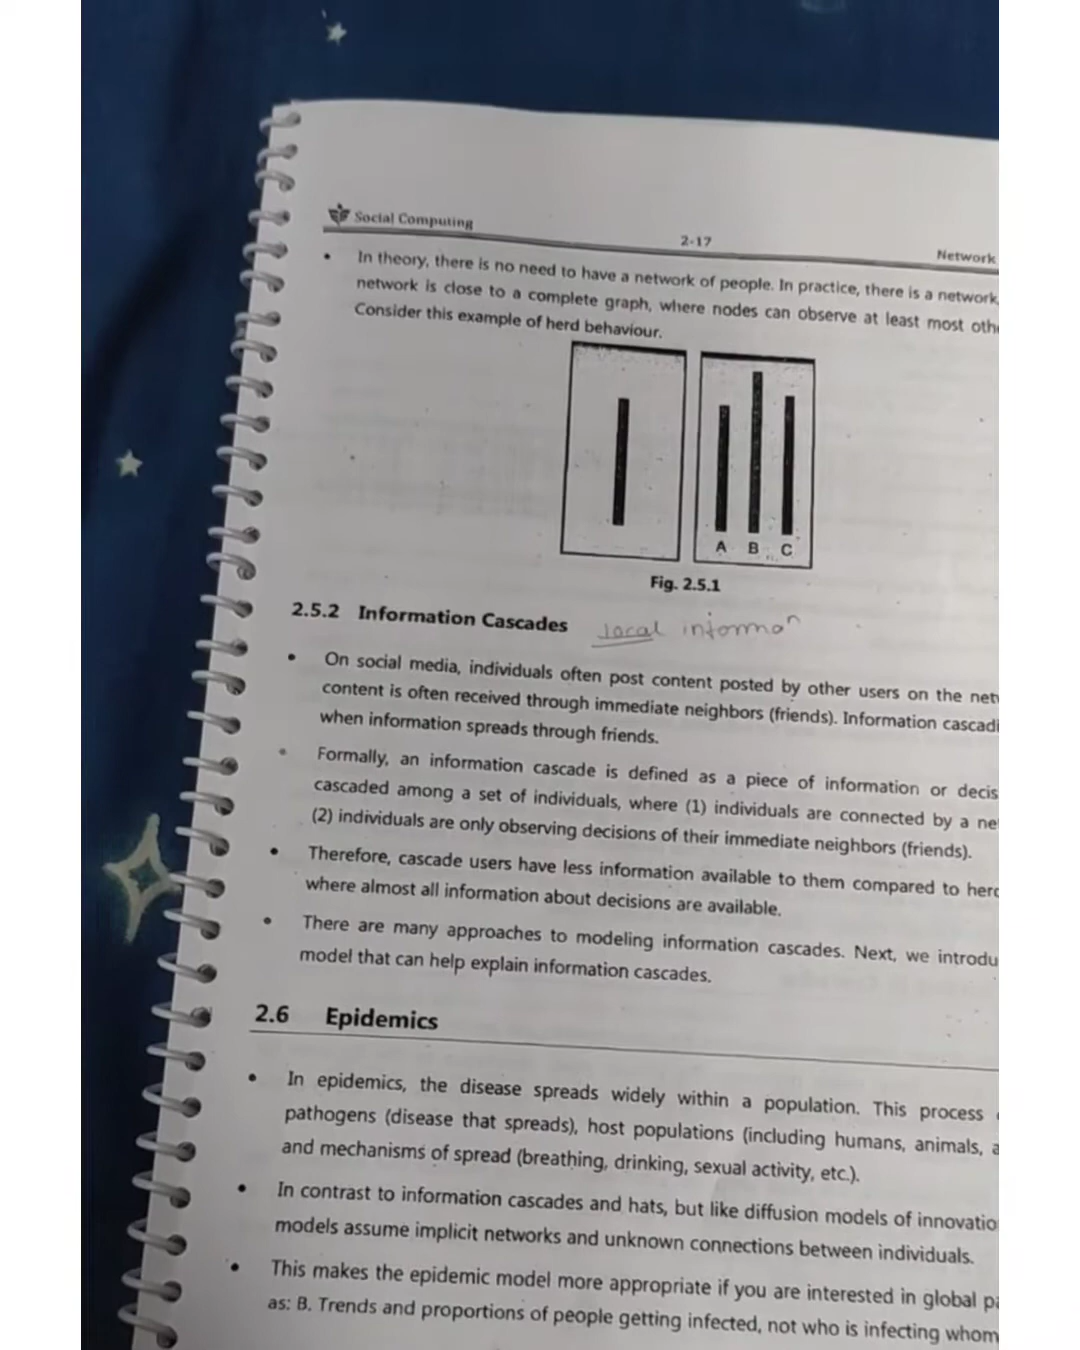 Social Computing
2-17
Network
• In theory, there is no need to have a network of people. In practice, there is a network,
network is close to a complete graph, where nodes can observe at least most
Consider this example of herd behaviour.
A B C
Fig. 2.5.1
2.5.2 Information Cascades local informaⁿ
• On social media, individuals often post content posted by other users on the
content is often received through immediate neighbors (friends). Information
when information spreads through friends.
• Formally, an information cascade is defined as a piece of information or
cascaded among a set of individuals, where (1) individuals are connected by a
(2) individuals are only observing decisions of their immediate neighbors (friends).
• Therefore, cascade users have less information available to them compared to
where almost all information about decisions are available.
• There are many approaches to modeling information cascades. Next, we
model that can help explain information cascades.
2.6 Epidemics
• In epidemics, the disease spreads widely within a population. This process
pathogens (disease that spreads), host populations (including humans, animals,
and mechanisms of spread (breathing, drinking, sexual activity, etc.).
• In contrast to information cascades and hats, but like diffusion models of
models assume implicit networks and unknown connections between individuals.
• This makes the epidemic model more appropriate if you are interested in global
as: B. Trends and proportions of people getting infected, not who is infecting whom